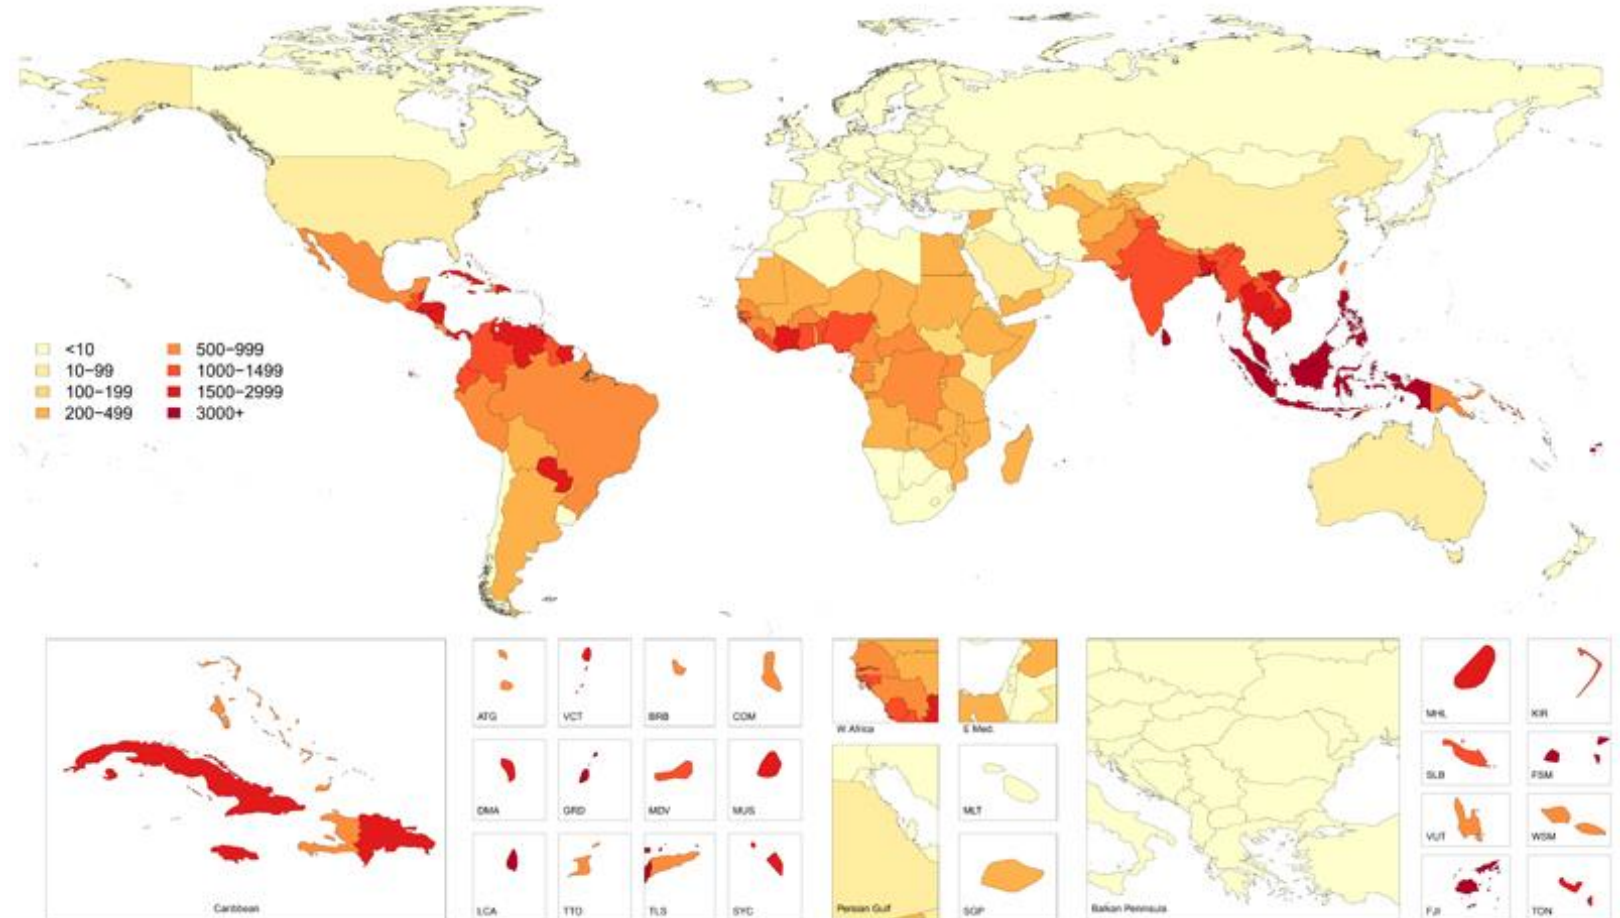 <10
10–99
100–199
200–499
500–999
1000–1499
1500–2999
3000+
Caribbean
ATG
VCT
BRB
COM
DMA
GRD
MDV
MUS
LCA
TTO
TLS
SYC
W Africa
E Med.
Persian Gulf
MLT
SGP
Balkan Peninsula
MHL
KIR
SLB
FSM
VUT
WSM
FJI
TON